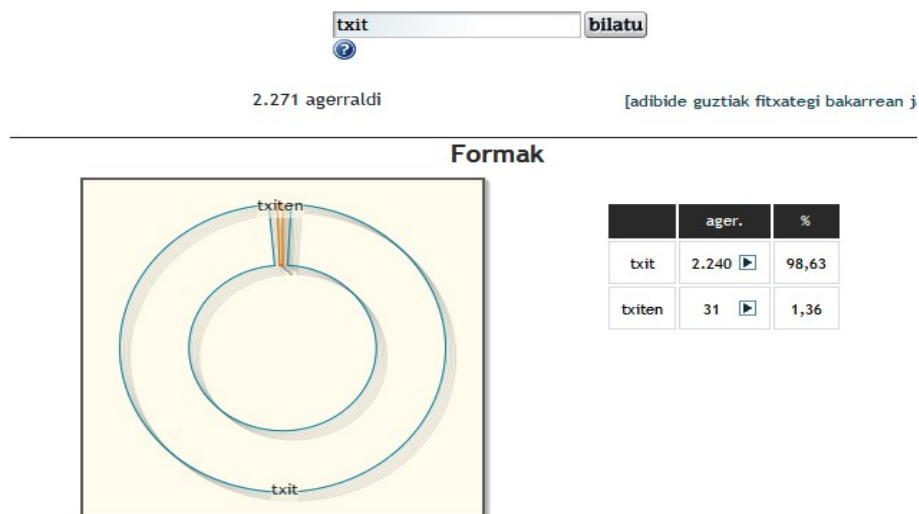 txit bilatu
?
2.271 agerraldi [adibide guztiak fitxategi bakarrean
Formak
txiten
txit
ager. %
txit 2.240 98,63
txiten 31 1,36